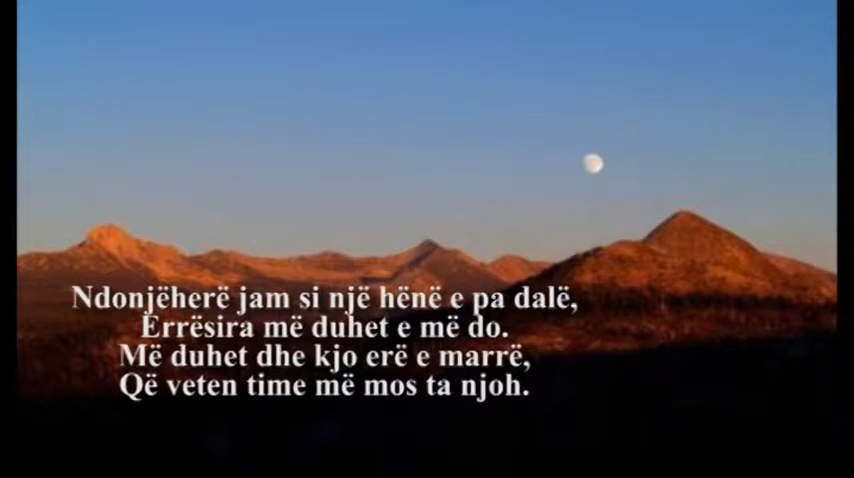 Ndonjëherë jam si një hënë e pa dalë,
Errësira më duhet e më do.
Më duhet dhe kjo erë e marrë,
Që veten time më mos ta njoh.